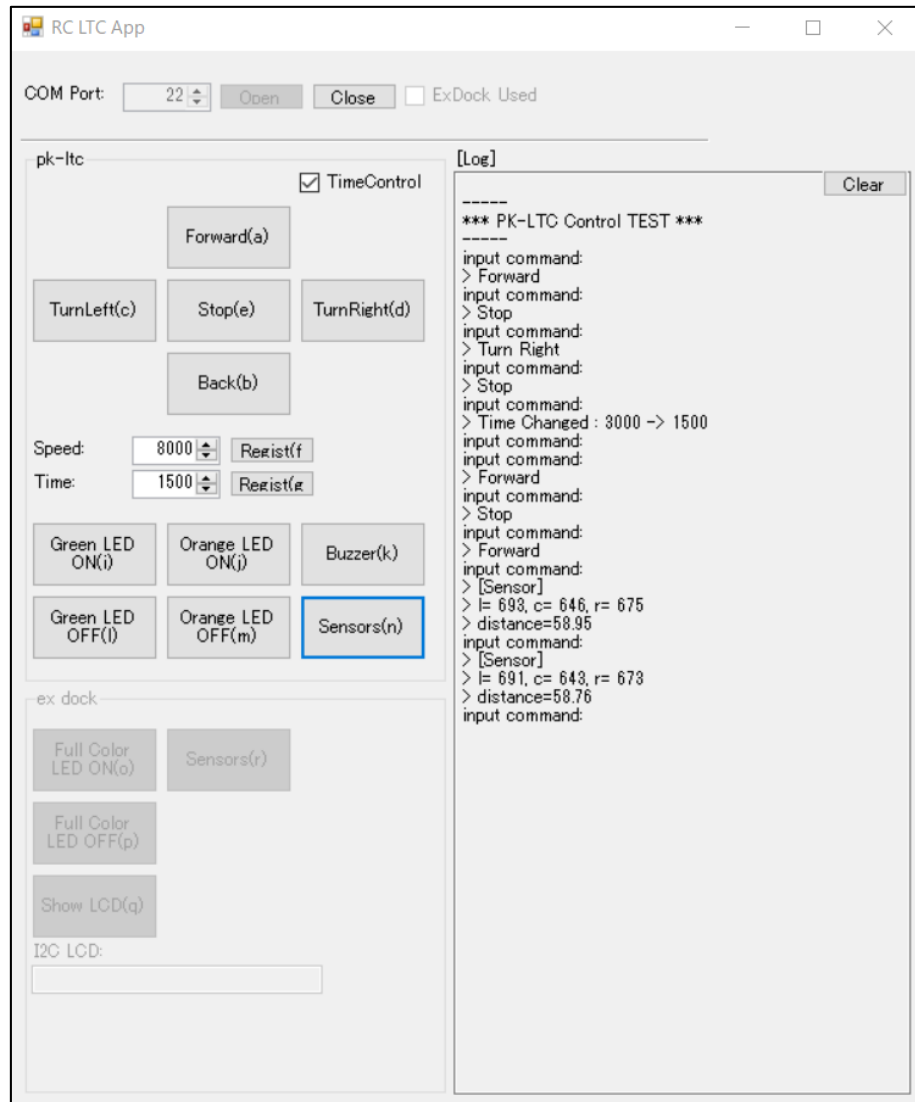 RC LTC App
COM Port: 22 Open Close ExDock Used
pk-ltc
TimeControl
Forward(a)
TurnLeft(c) Stop(e) TurnRight(d)
Back(b)
Speed: 8000 Regist(f
Time: 1500 Regist(g
Green LED
ON(i)
Orange LED
ON(j)
Buzzer(k)
Green LED
OFF(l)
Orange LED
OFF(m)
Sensors(n)
ex dock
Full Color
LED ON(o)
Sensors(r)
Full Color
LED OFF(p)
Show LCD(q)
I2C LCD:
[Log]
Clear
-----
*** PK-LTC Control TEST ***
-----
input command:
> Forward
input command:
> Stop
input command:
> Turn Right
input command:
> Stop
input command:
> Time Changed : 3000 -> 1500
input command:
input command:
> Forward
input command:
> Stop
input command:
> Forward
input command:
> [Sensor]
> l= 693, c= 646, r= 675
> distance=58.95
input command:
> [Sensor]
> l= 691, c= 643, r= 673
> distance=58.76
input command: